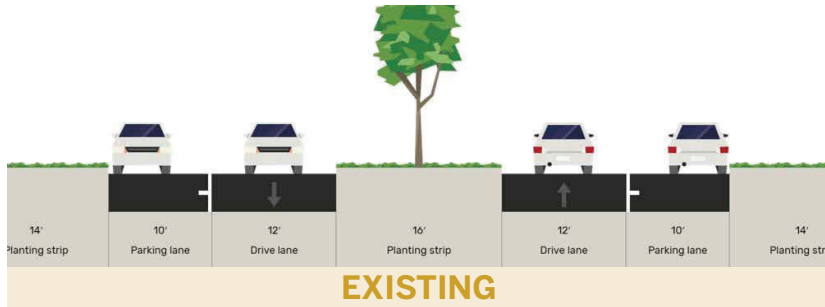 14′ 10′ 12′ 16′ 12′ 10′ 14′
Planting strip Parking lane Drive lane Planting strip Drive lane Parking lane Planting str
EXISTING